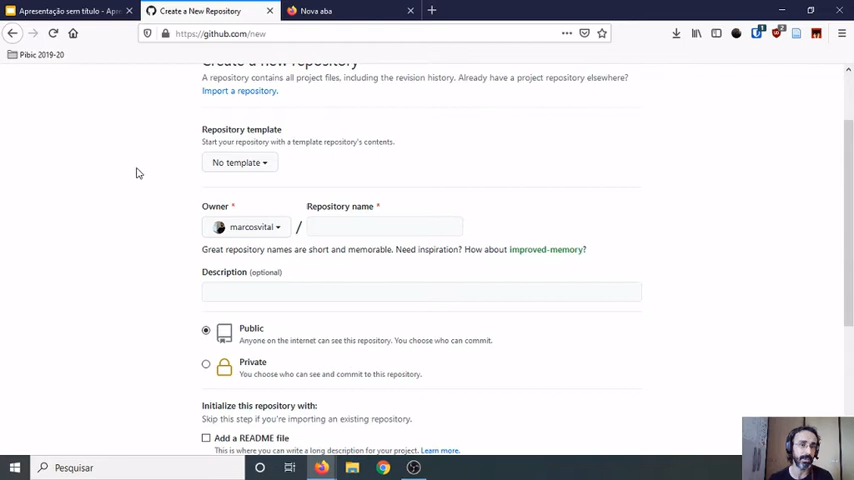 Apresentação sem título - Apre
Create a New Repository
Nova aba
https://github.com/new
Pibic 2019-20
Create a new repository
A repository contains all project files, including the revision history. Already have a project repository elsewhere?
Import a repository.
Repository template
Start your repository with a template repository's contents.
No template
Owner *
Repository name *
marcosvital
/
Great repository names are short and memorable. Need inspiration? How about improved-memory?
Description (optional)
Public
Anyone on the internet can see this repository. You choose who can commit.
Private
You choose who can see and commit to this repository.
Initialize this repository with:
Skip this step if you're importing an existing repository.
Add a README file
This is where you can write a long description for your project. Learn more.
Pesquisar